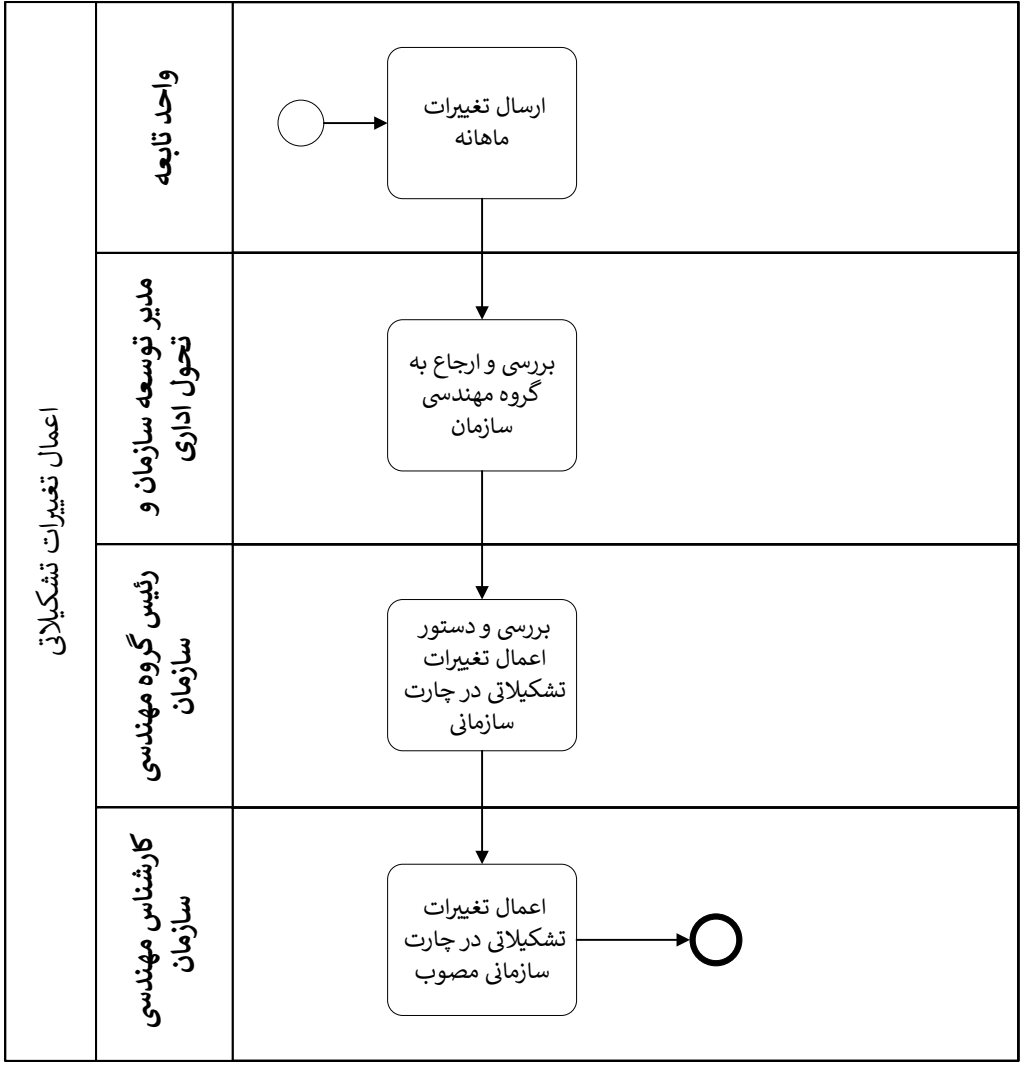 اعمال تغییرات تشکیلاتی
واحد تابعه
ارسال تغییرات
ماهانه
مدیر توسعه سازمان و
تحول اداری
بررسی و ارجاع به
گروه مهندسی
سازمان
رئیس گروه مهندسی
سازمان
بررسی و دستور
اعمال تغییرات
تشکیلاتی در چارت
سازمانی
کارشناس مهندسی
سازمان
اعمال تغییرات
تشکیلاتی در چارت
سازمانی مصوب